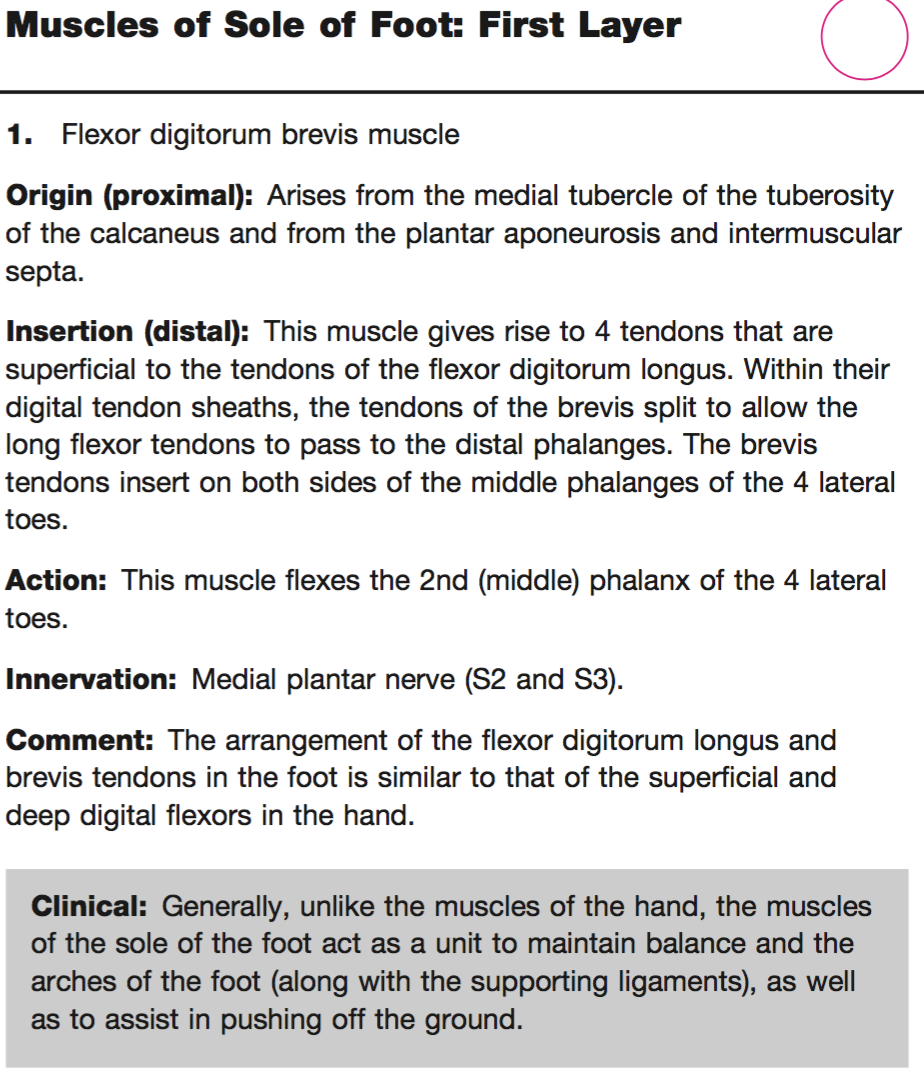 Muscles of Sole of Foot: First Layer
1. Flexor digitorum brevis muscle
Origin (proximal): Arises from the medial tubercle of the tuberosity
of the calcaneus and from the plantar aponeurosis and intermuscular
septa.
Insertion (distal): This muscle gives rise to 4 tendons that are
superficial to the tendons of the flexor digitorum longus. Within their
digital tendon sheaths, the tendons of the brevis split to allow the
long flexor tendons to pass to the distal phalanges. The brevis
tendons insert on both sides of the middle phalanges of the 4 lateral
toes.
Action: This muscle flexes the 2nd (middle) phalanx of the 4 lateral
toes.
Innervation: Medial plantar nerve (S2 and S3).
Comment: The arrangement of the flexor digitorum longus and
brevis tendons in the foot is similar to that of the superficial and
deep digital flexors in the hand.
Clinical: Generally, unlike the muscles of the hand, the muscles
of the sole of the foot act as a unit to maintain balance and the
arches of the foot (along with the supporting ligaments), as well
as to assist in pushing off the ground.